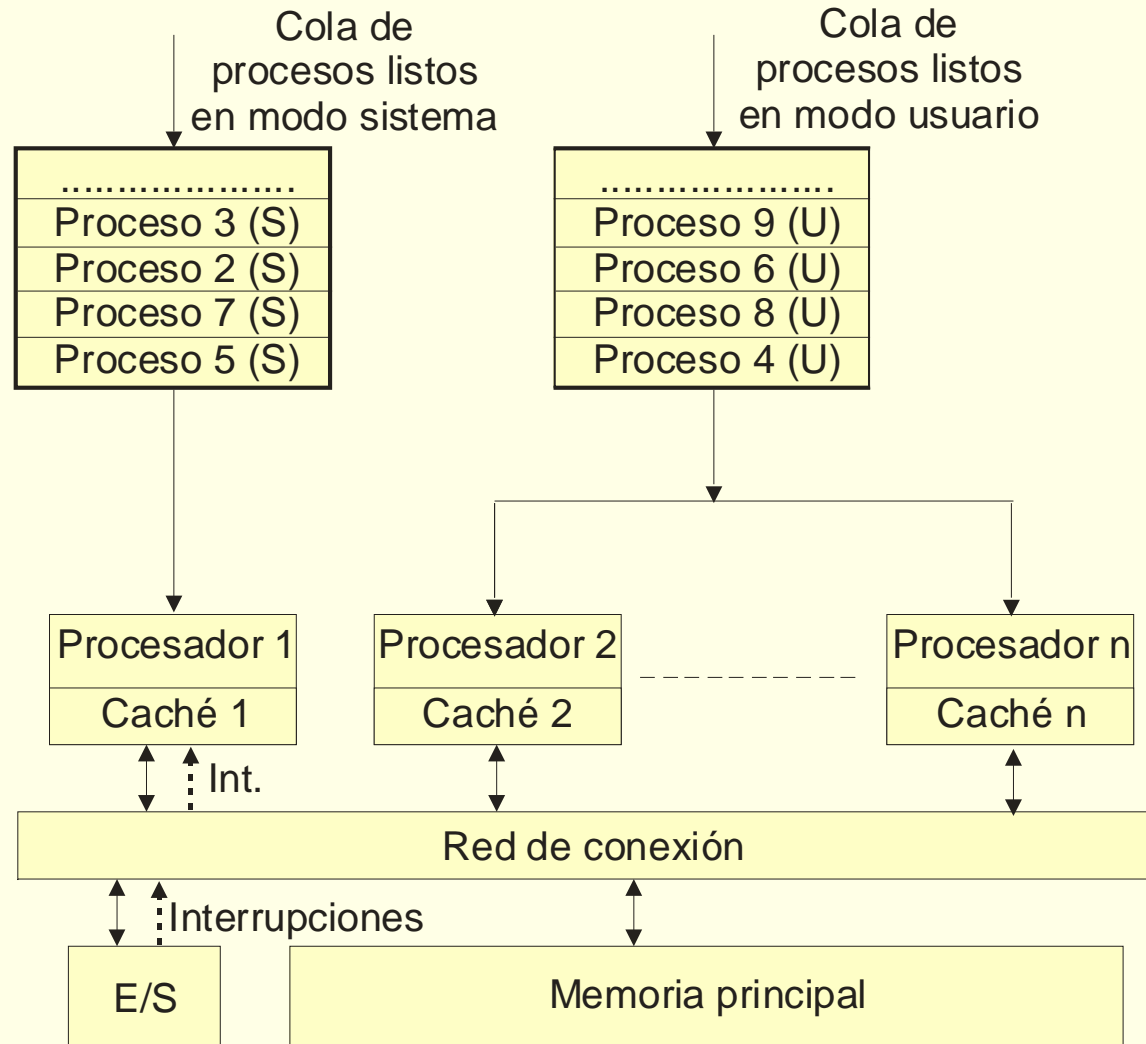 Cola de
procesos listos
en modo sistema
Cola de
procesos listos
en modo usuario
.....................
Proceso 3 (S)
Proceso 2 (S)
Proceso 7 (S)
Proceso 5 (S)
.....................
Proceso 9 (U)
Proceso 6 (U)
Proceso 8 (U)
Proceso 4 (U)
Procesador 1
Caché 1
Procesador 2
Caché 2
Procesador n
Caché n
Int.
Red de conexión
Interrupciones
E/S
Memoria principal